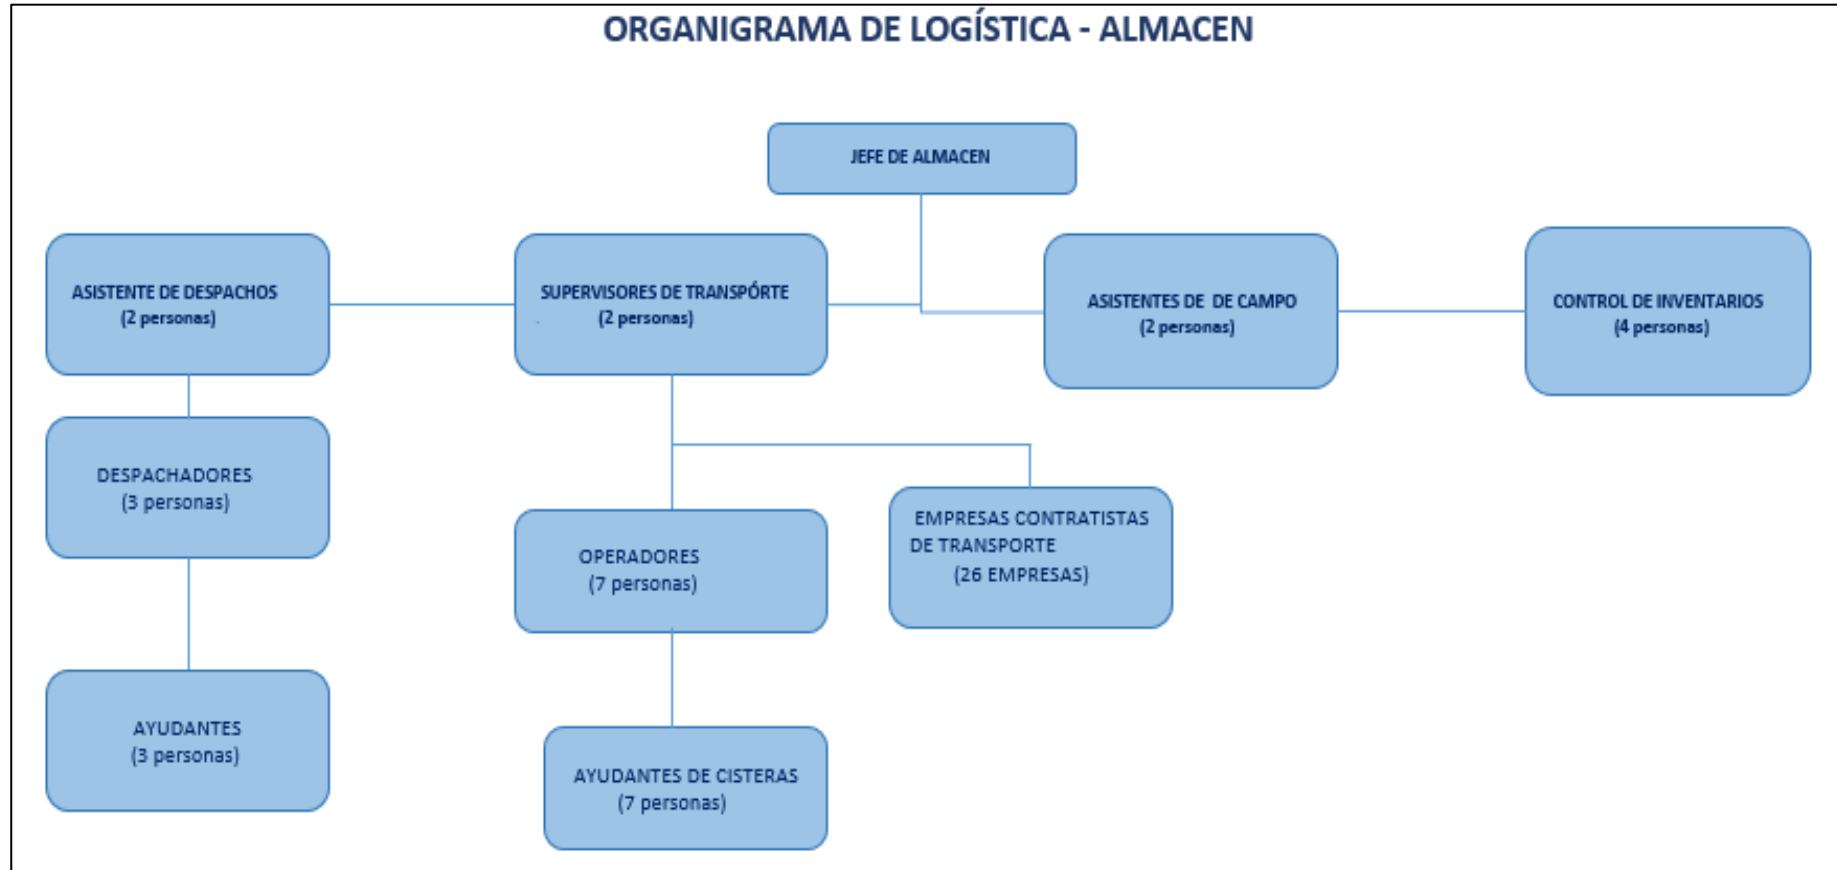 ORGANIGRAMA DE LOGÍSTICA - ALMACEN
JEFE DE ALMACEN
ASISTENTE DE DESPACHOS
(2 personas)
SUPERVISORES DE TRANSPÓRTE
(2 personas)
ASISTENTES DE DE CAMPO
(2 personas)
CONTROL DE INVENTARIOS
(4 personas)
DESPACHADORES
(3 personas)
OPERADORES
(7 personas)
EMPRESAS CONTRATISTAS
DE TRANSPORTE
(26 EMPRESAS)
AYUDANTES
(3 personas)
AYUDANTES DE CISTERAS
(7 personas)